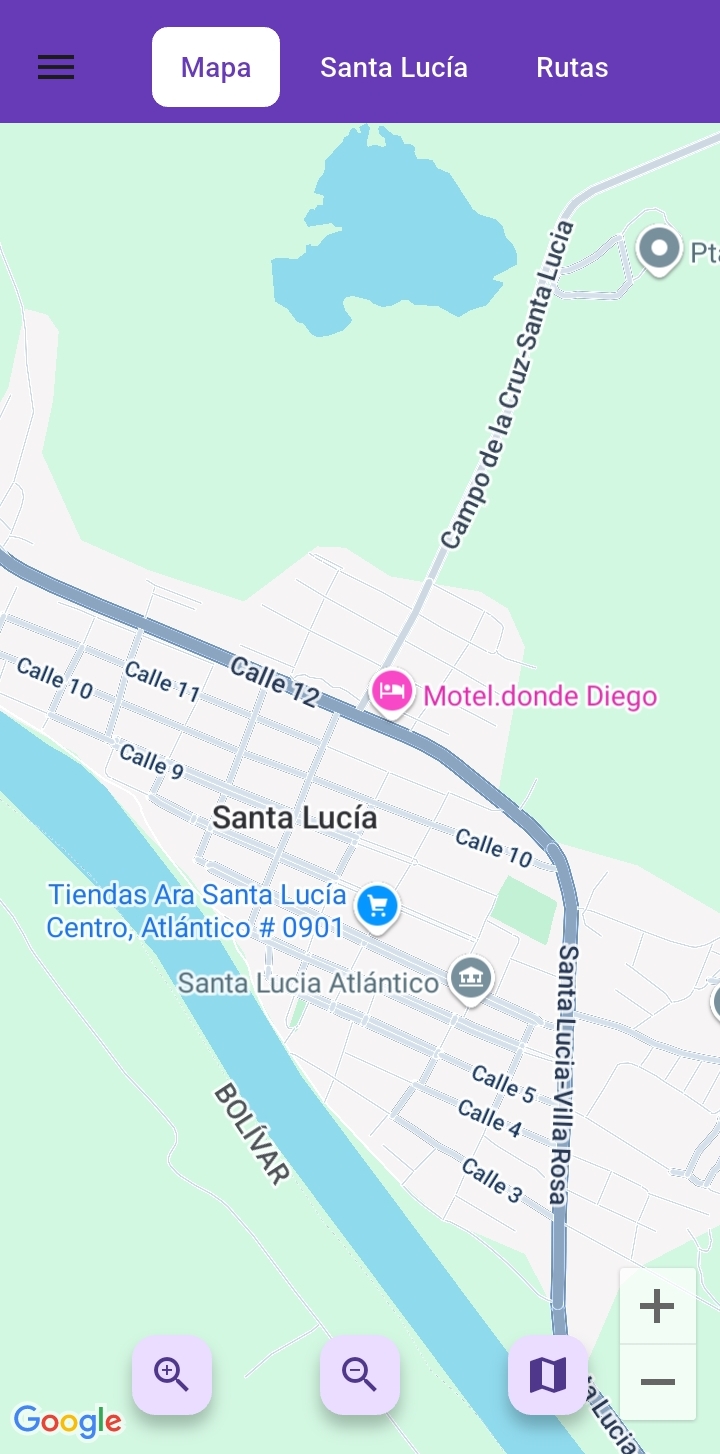 Mapa
Santa Lucía
Rutas
Campo de la Cruz-Santa Lucia
Calle 12
Motel.donde Diego
Calle 10
Calle 11
Calle 9
Santa Lucía
Calle 10
Tiendas Ara Santa Lucía
Centro, Atlántico # 0901
Santa Lucia Atlántico
Santa Lucia-Villa Rosa
Calle 5
BOLÍVAR
Calle 4
Calle 3
Google